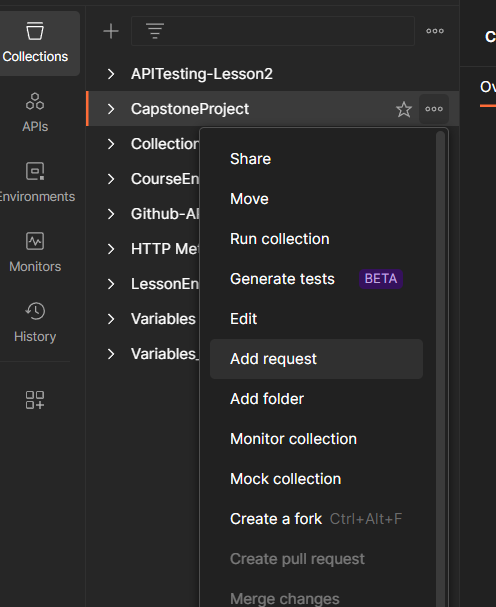 Collections
APIs
Environments
Monitors
History
APITesting-Lesson2
CapstoneProject
Collection
CourseEn
Github-AP
HTTP Met
LessonEn
Variables
Variables_
Share
Move
Run collection
Generate tests BETA
Edit
Add request
Add folder
Monitor collection
Mock collection
Create a fork Ctrl+Alt+F
Create pull request
Merge changes
C
Ov